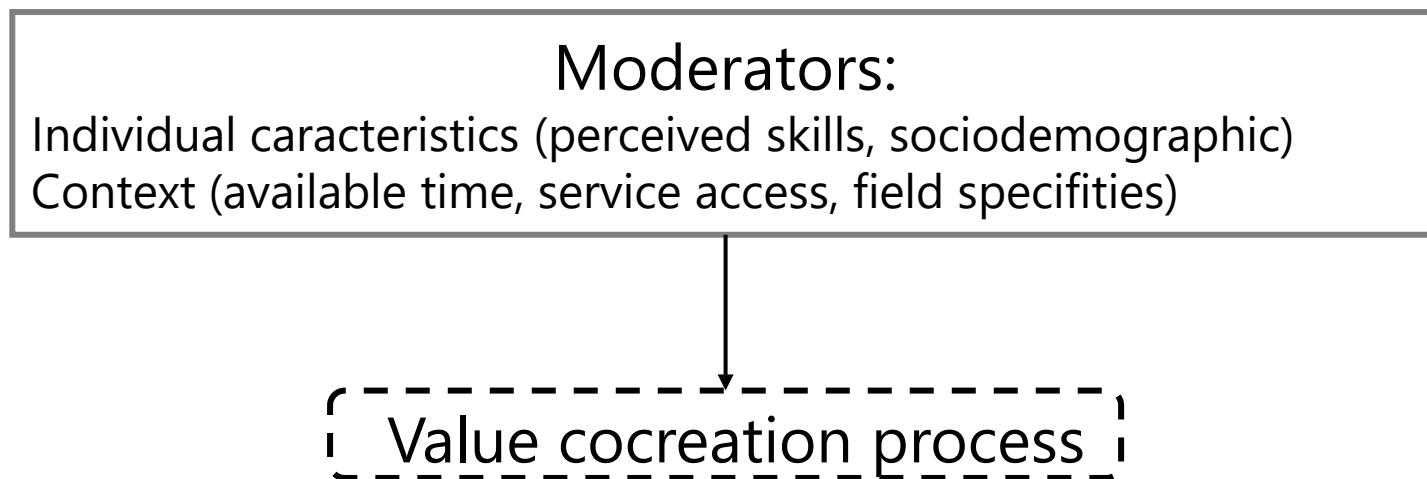 Moderators:
Individual caracteristics (perceived skills, sociodemographic)
Context (available time, service access, field specifities)
Value cocreation process